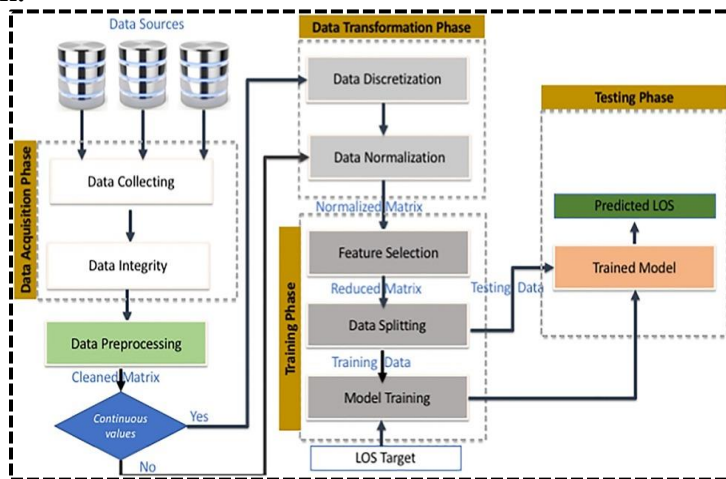 Data Sources
Data Acquisition Phase
Data Collecting
Data Integrity
Data Preprocessing
Cleaned Matrix
Continuous
values
Yes
No
Data Transformation Phase
Data Discretization
Data Normalization
Normalized Matrix
Training Phase
Feature Selection
Reduced Matrix
Data Splitting
Training Data
Model Training
LOS Target
Testing Data
Testing Phase
Predicted LOS
Trained Model